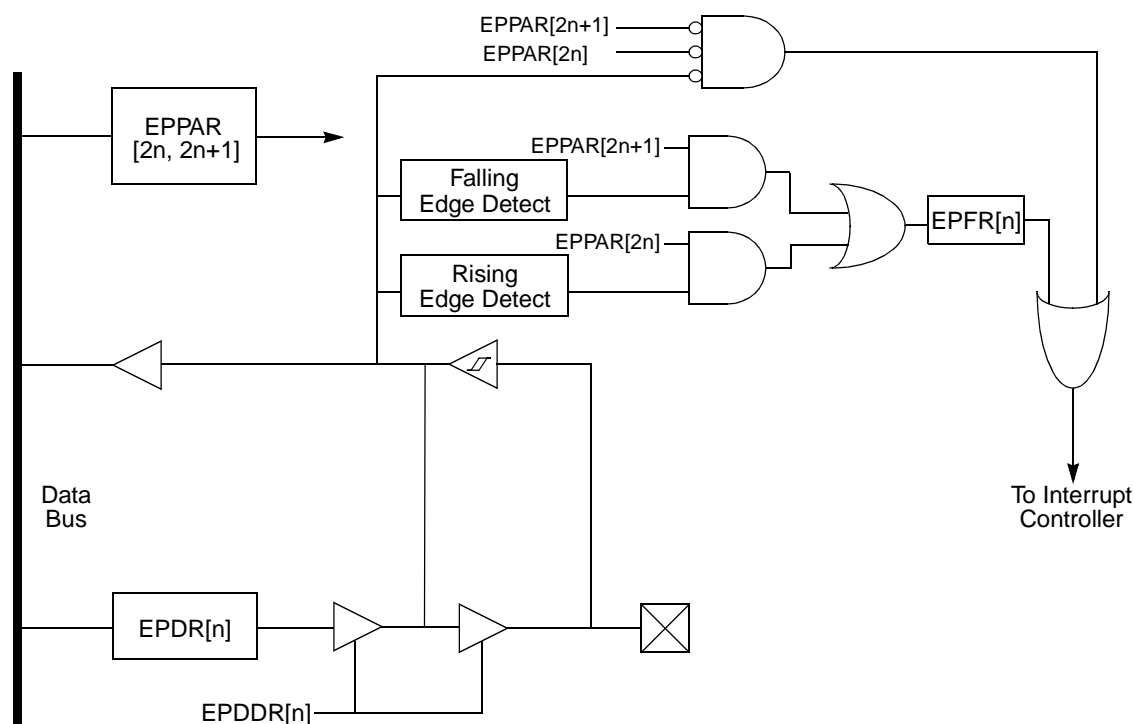 EPPAR[2n+1]
EPPAR[2n]
EPPAR
[2n, 2n+1]
EPPAR[2n+1]
Falling
Edge Detect
EPPAR[2n]
EPFR[n]
Rising
Edge Detect
Data
Bus
To Interrupt
Controller
EPDR[n]
EPDDR[n]